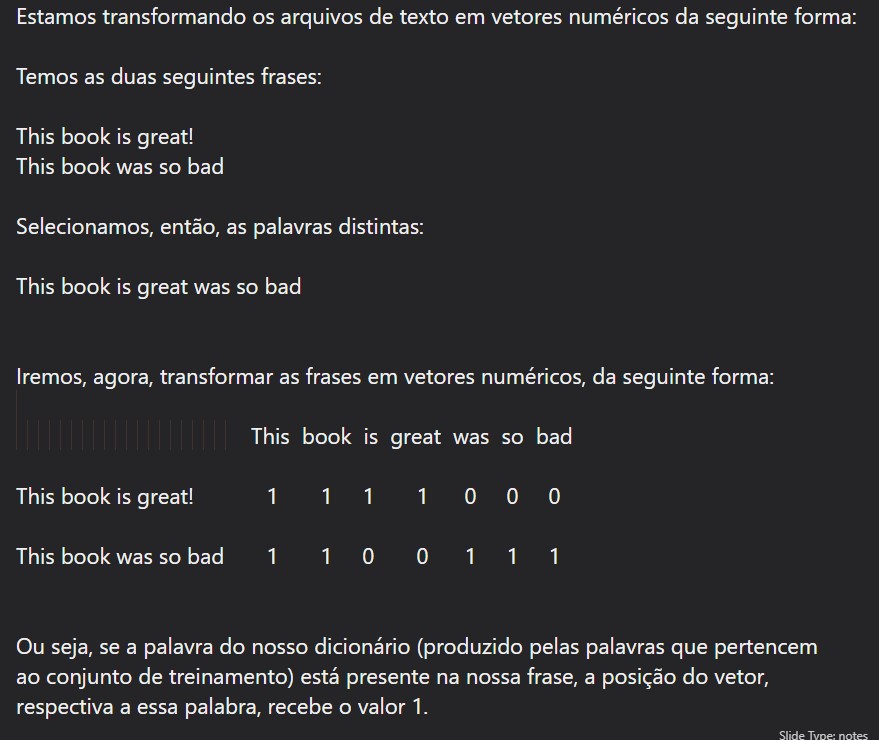 Estamos transformando os arquivos de texto em vetores numéricos da seguinte forma:
Temos as duas seguintes frases:
This book is great!
This book was so bad
Selecionamos, então, as palavras distintas:
This book is great was so bad
Iremos, agora, transformar as frases em vetores numéricos, da seguinte forma:
This book is great was so bad
This book is great! 1 1 1 1 0 0 0
This book was so bad 1 1 0 0 1 1 1
Ou seja, se a palavra do nosso dicionário (produzido pelas palavras que pertencem
ao conjunto de treinamento) está presente na nossa frase, a posição do vetor,
respectiva a essa palabra, recebe o valor 1.
Slide Type: notes